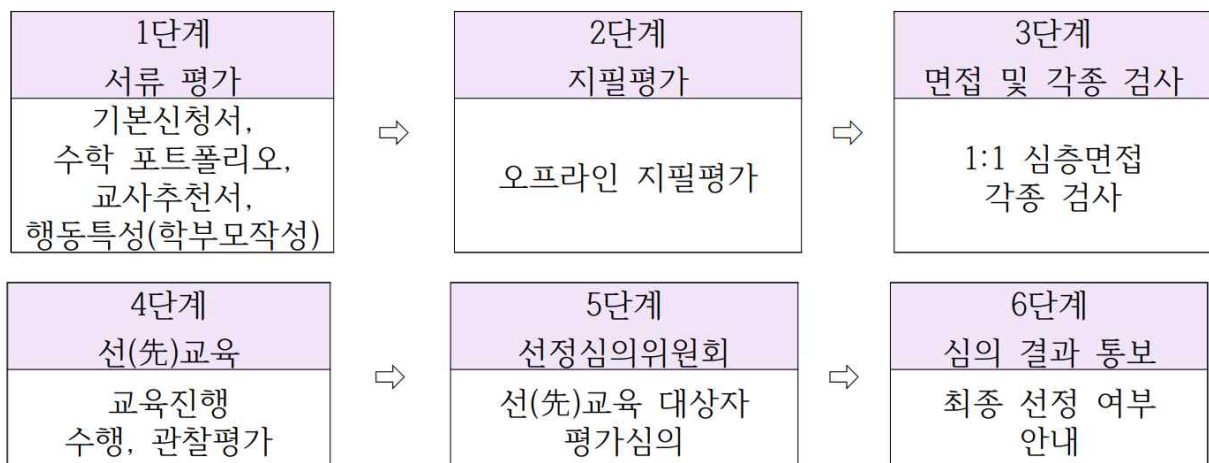 1단계
서류 평가
기본신청서,
수학 포트폴리오,
교사추천서,
행동특성(학부모작성)
⇨
2단계
지필평가
오프라인 지필평가
⇨
3단계
면접 및 각종 검사
1:1 심층면접
각종 검사
4단계
선(先)교육
교육진행
수행, 관찰평가
⇨
5단계
선정심의위원회
선(先)교육 대상자
평가심의
⇨
6단계
심의 결과 통보
최종 선정 여부
안내